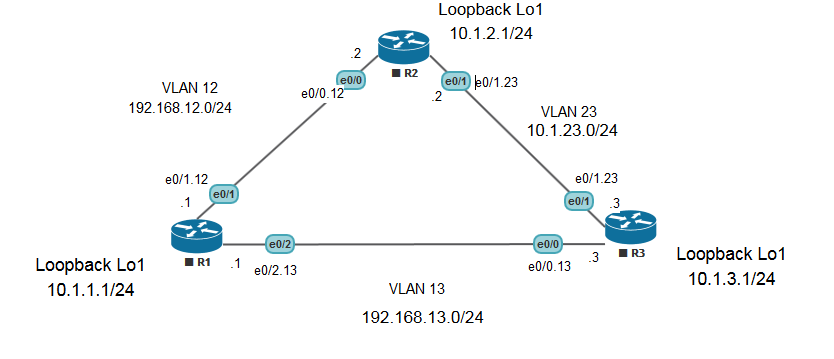 Loopback Lo1
10.1.2.1/24
.2
R2
e0/0
e0/1
e0/1.23
e0/0.12
.2
VLAN 12
192.168.12.0/24
VLAN 23
10.1.23.0/24
e0/1.12
e0/1
.1
e0/1.23
e0/1
.3
R1
e0/2
e0/0
R3
.1
e0/2.13
.3
e0/0.13
Loopback Lo1
10.1.1.1/24
Loopback Lo1
10.1.3.1/24
VLAN 13
192.168.13.0/24